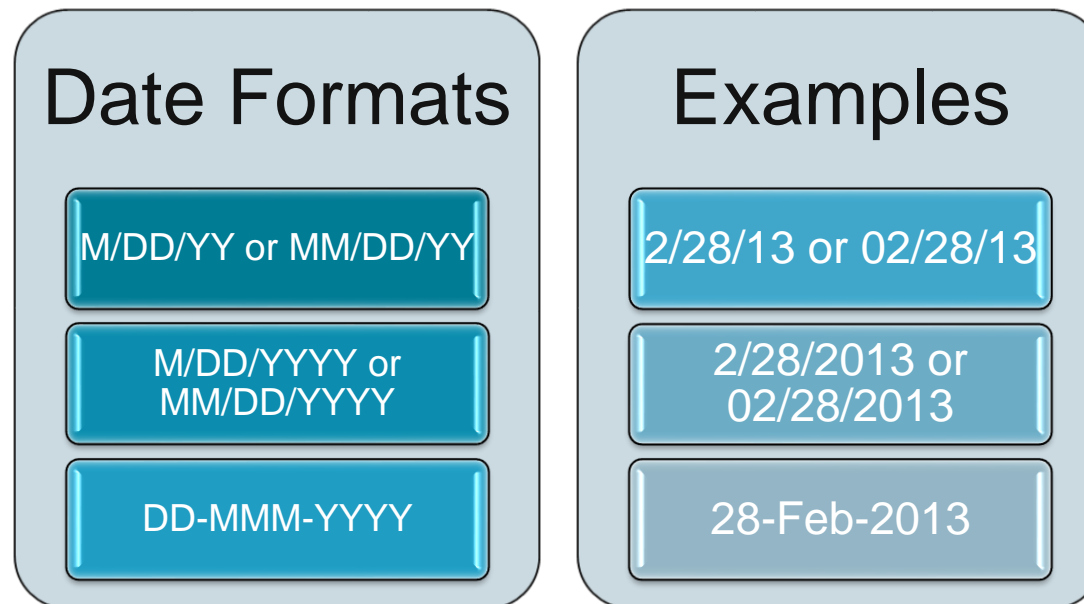 Date Formats
M/DD/YY or MM/DD/YY
M/DD/YYYY or
MM/DD/YYYY
DD-MMM-YYYY
Examples
2/28/13 or 02/28/13
2/28/2013 or
02/28/2013
28-Feb-2013